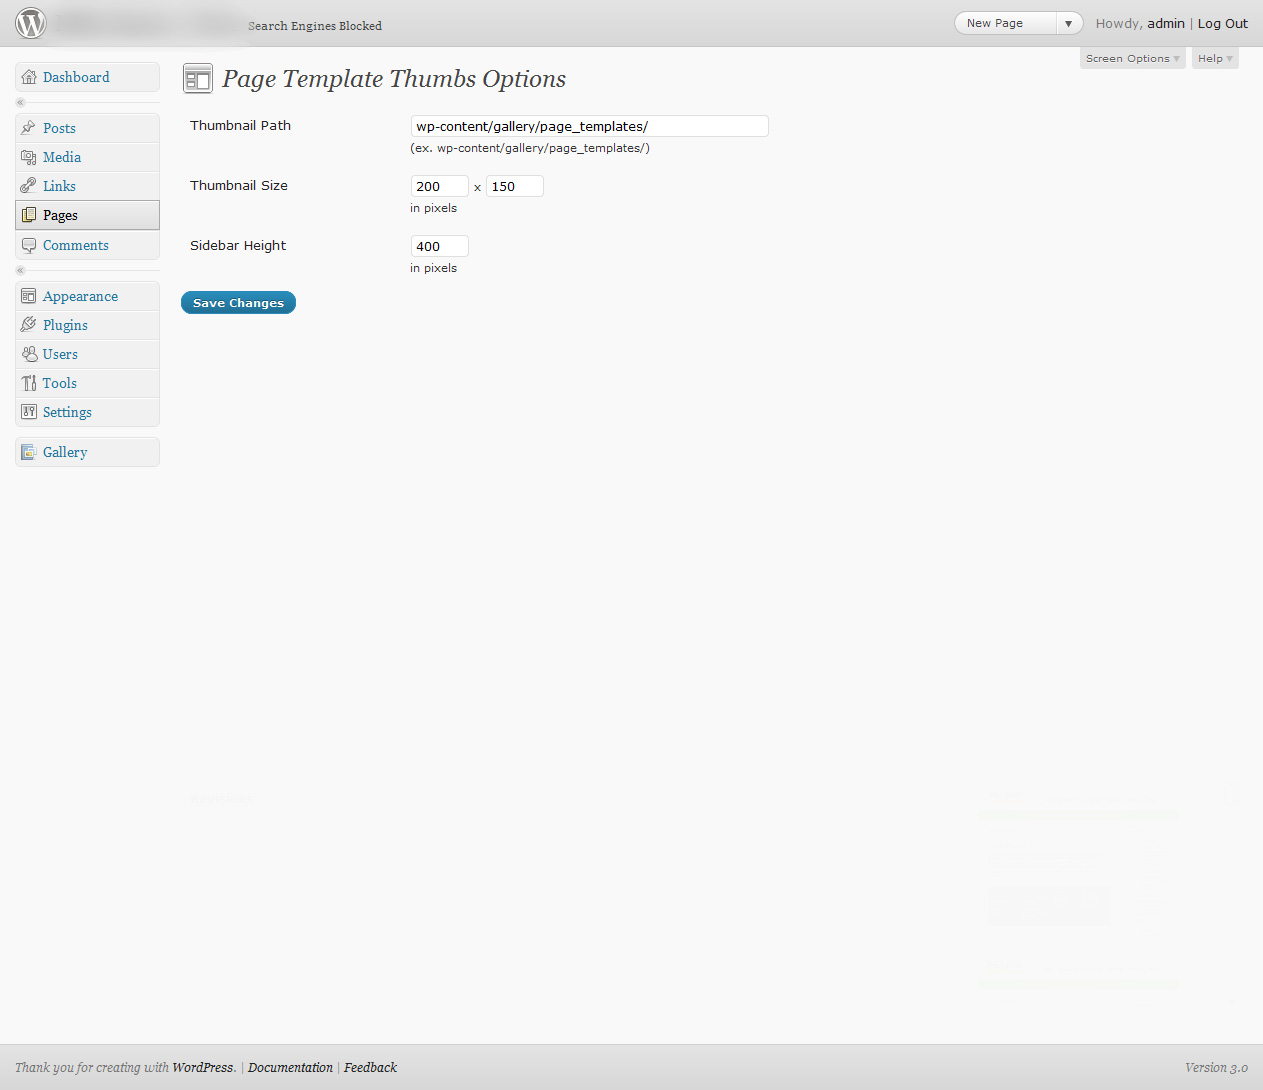 Search Engines Blocked
New Page ▼
Howdy, admin | Log Out
Screen Options ▼
Help ▼
Dashboard
Posts
Media
Links
Pages
Comments
Appearance
Plugins
Users
Tools
Settings
Gallery
Page Template Thumbs Options
Thumbnail Path
wp-content/gallery/page_templates/
(ex. wp-content/gallery/page_templates/)
Thumbnail Size
200 x 150
in pixels
Sidebar Height
400
in pixels
Save Changes
Thank you for creating with WordPress. | Documentation | Feedback
Version 3.0